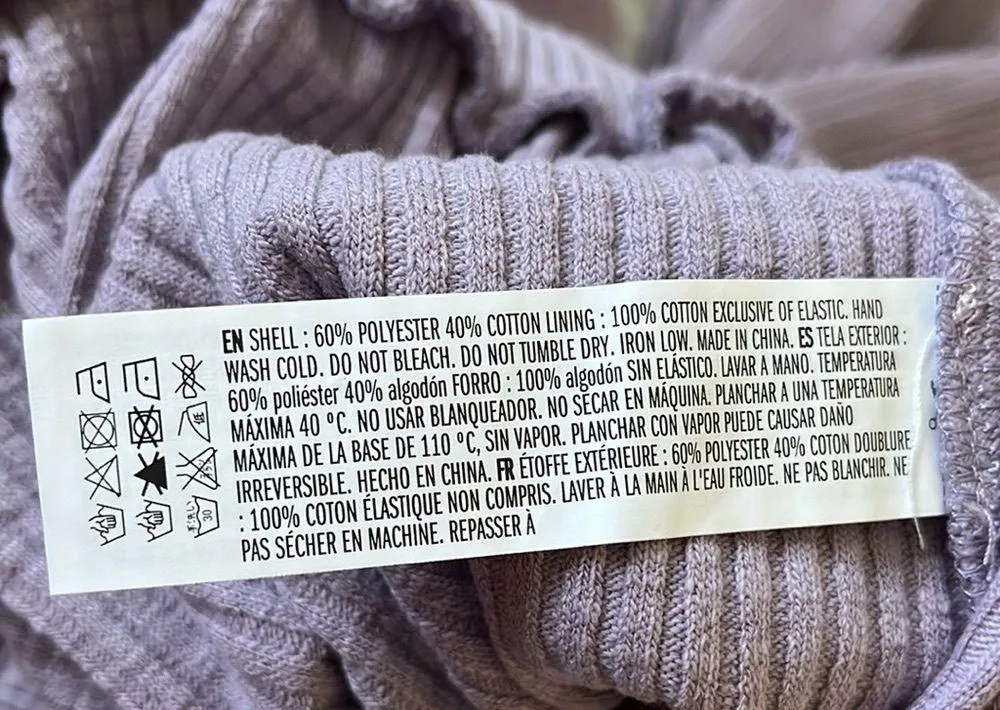 EN SHELL : 60% POLYESTER 40% COTTON LINING : 100% COTTON EXCLUSIVE OF ELASTIC. HAND
WASH COLD. DO NOT BLEACH. DO NOT TUMBLE DRY. IRON LOW. MADE IN CHINA. ES TELA EXTERIOR :
60% poliéster 40% algodón FORRO : 100% algodón SIN ELÁSTICO. LAVAR A MANO. TEMPERATURA
MÁXIMA 40 ºC. NO USAR BLANQUEADOR. NO SECAR EN MÁQUINA. PLANCHAR A UNA TEMPERATURA
MÁXIMA DE LA BASE DE 110 ºC, SIN VAPOR. PLANCHAR CON VAPOR PUEDE CAUSAR DAÑO
IRREVERSIBLE. HECHO EN CHINA. FR ÉTOFFE EXTÉRIEURE : 60% POLYESTER 40% COTON DOUBLURE
: 100% COTON ÉLASTIQUE NON COMPRIS. LAVER À LA MAIN À L'EAU FROIDE. NE PAS BLANCHIR. NE
PAS SÉCHER EN MACHINE. REPASSER À
低
30